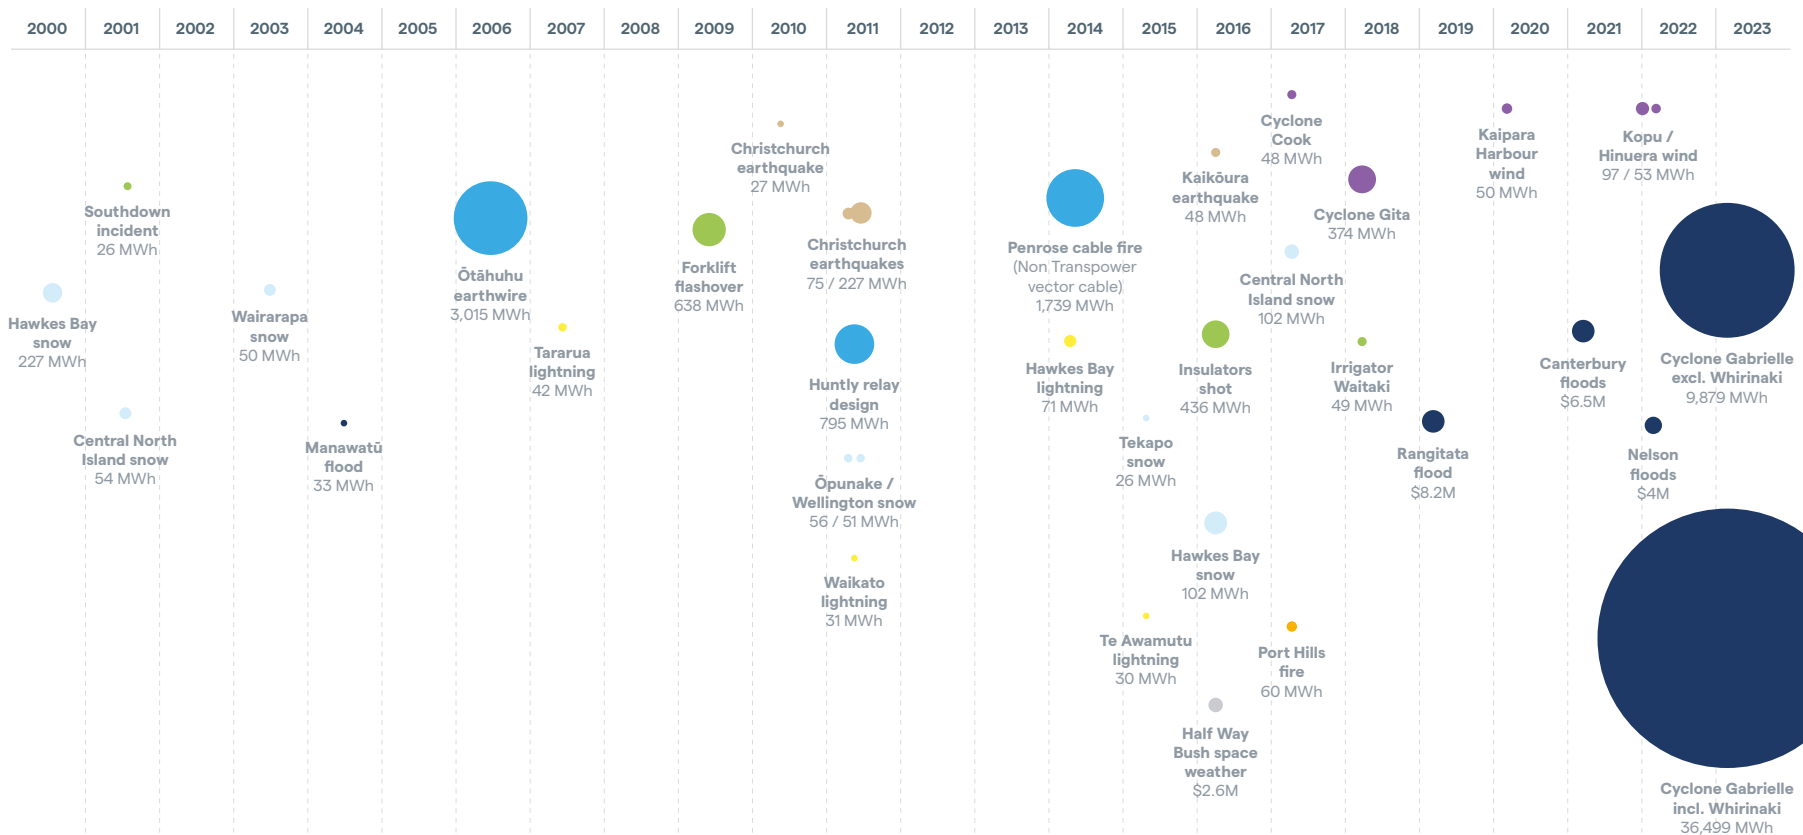 2000 2001 2002 2003 2004 2005 2006 2007 2008 2009 2010 2011 2012 2013 2014 2015 2016 2017 2018 2019 2020 2021 2022 2023
Hawkes Bay
snow
227 MWh
Southdown
incident
26 MWh
Central North
Island snow
54 MWh
Wairarapa
snow
50 MWh
Manawatū
flood
33 MWh
Ōtāhuhu
earthwire
3,015 MWh
Tararua
lightning
42 MWh
Forklift
flashover
638 MWh
Christchurch
earthquake
27 MWh
Christchurch
earthquakes
75 / 227 MWh
Huntly relay
design
795 MWh
Ōpunake /
Wellington snow
56 / 51 MWh
Waikato
lightning
31 MWh
Penrose cable fire
(Non Transpower
vector cable)
1,739 MWh
Hawkes Bay
lightning
71 MWh
Tekapo
snow
26 MWh
Te Awamutu
lightning
30 MWh
Kaikōura
earthquake
48 MWh
Insulators
shot
436 MWh
Hawkes Bay
snow
102 MWh
Half Way
Bush space
weather
$2.6M
Cyclone
Cook
48 MWh
Central North
Island snow
102 MWh
Port Hills
fire
60 MWh
Cyclone Gita
374 MWh
Irrigator
Waitaki
49 MWh
Rangitata
flood
$8.2M
Kaipara
Harbour
wind
50 MWh
Canterbury
floods
$6.5M
Kopu /
Hinuera wind
97 / 53 MWh
Nelson
floods
$4M
Cyclone Gabrielle
excl. Whirinaki
9,879 MWh
Cyclone Gabrielle
incl. Whirinaki
36,499 MWh